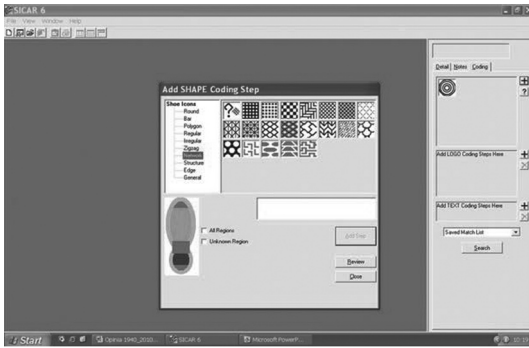 SICAR 6
File View Window Help
Detail Notes Coding
Add SHAPE Coding Step
Shoe Icons
Round
Bar
Polygon
Regular
Irregular
Zigzag
Structure
Edge
General
All Regions
Unknown Region
Add Step
Review
Close
Add LOGO Coding Steps Here
Add TEXT Coding Steps Here
Saved Match List
Search
Start
SICAR 6
Microsoft PowerP...